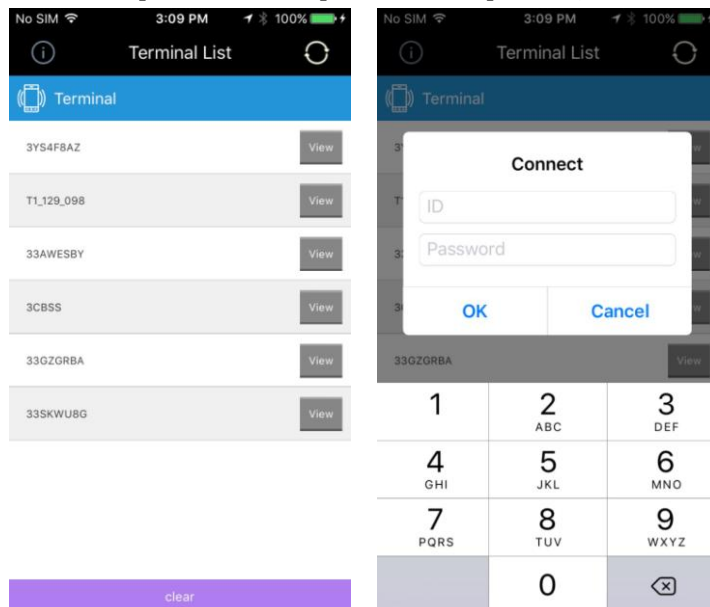 No SIM 3:09 PM 100%
Terminal List
Terminal
3YS4F8AZ View
T1_129_098 View
33AWESBY View
3CBSS View
33GZGRBA View
33SKWU8G View
clear
No SIM 3:09 PM 100%
Terminal List
Terminal
Connect
ID
Password
OK Cancel
33GZGRBA View
1 2 3
ABC DEF
4 5 6
GHI JKL MNO
7 8 9
PQRS TUV WXYZ
0